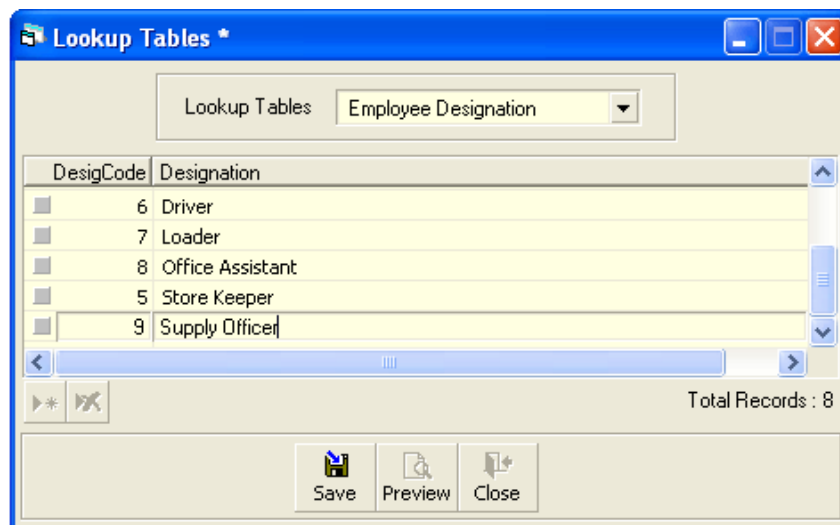 Lookup Tables *
Lookup Tables Employee Designation
DesigCode Designation
6 Driver
7 Loader
8 Office Assistant
5 Store Keeper
9 Supply Officer
Total Records : 8
Save Preview Close